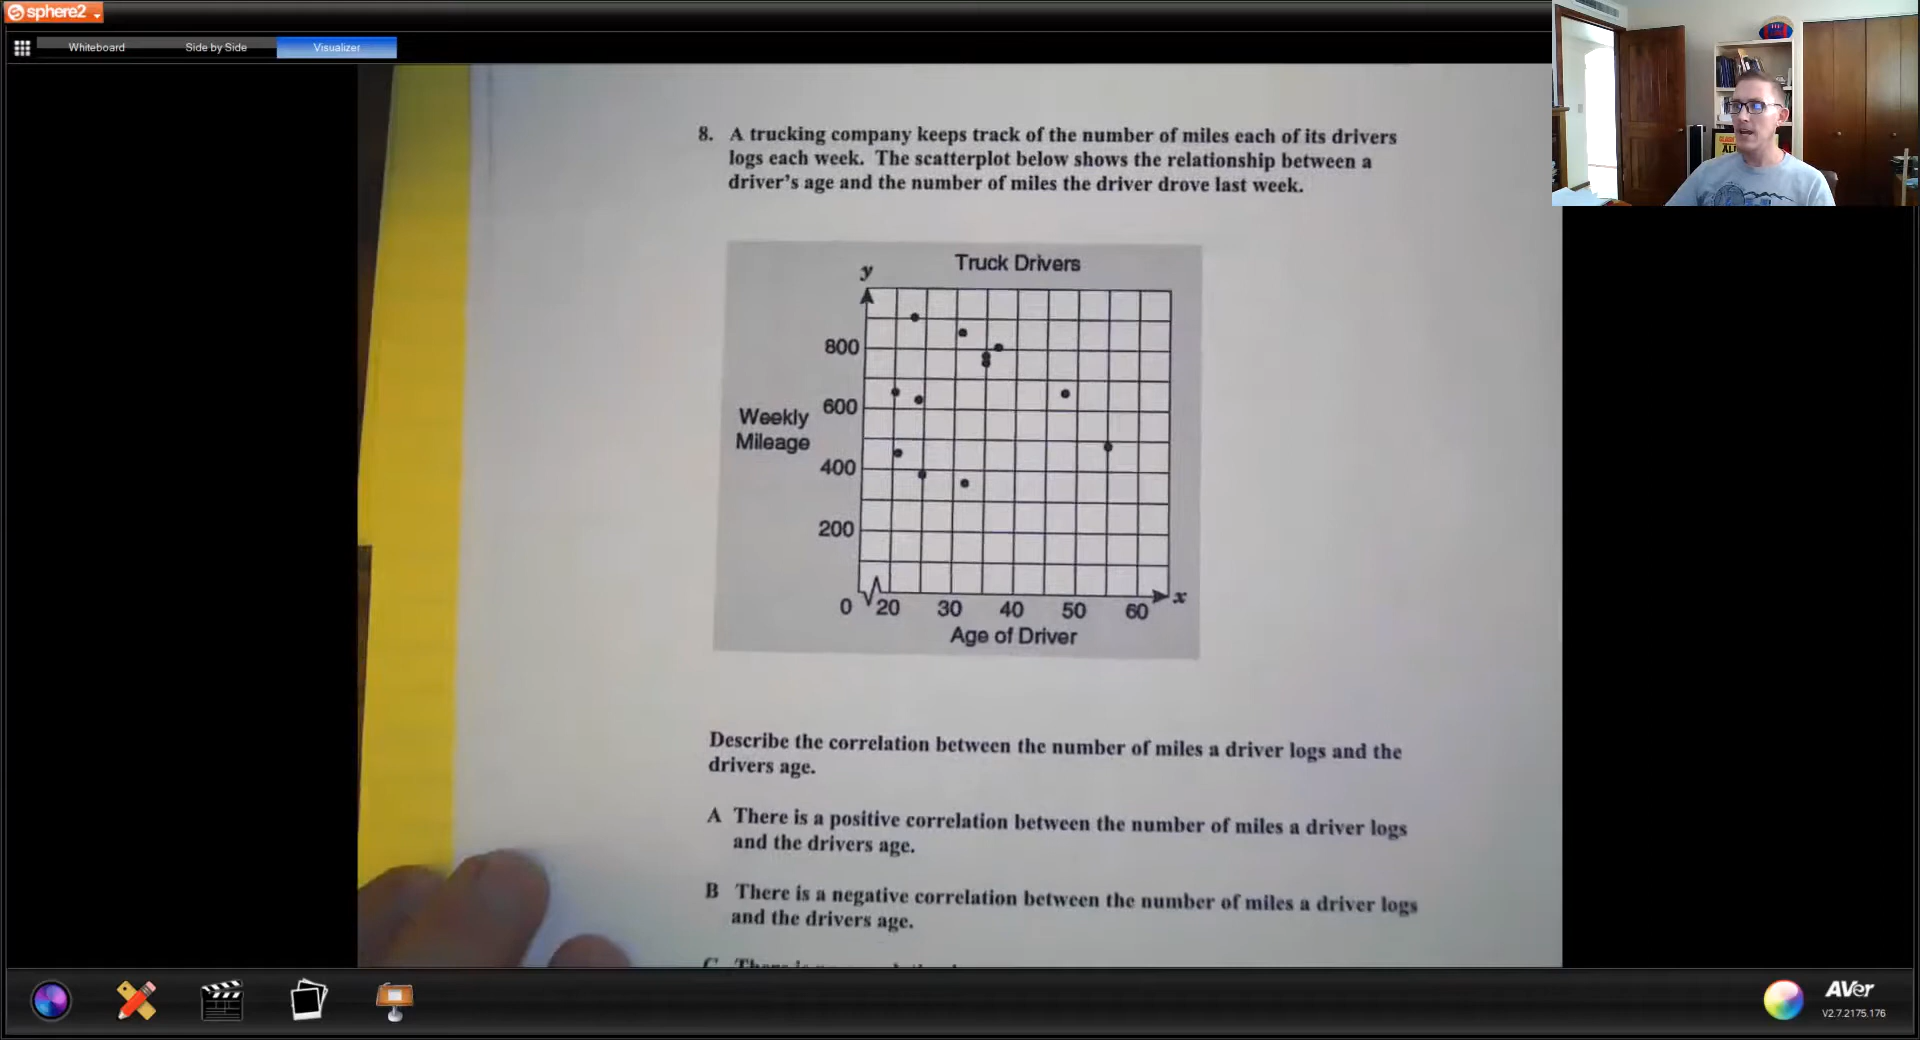 sphere2
Whiteboard
Side by Side
Visualizer
8. A trucking company keeps track of the number of miles each of its drivers
logs each week. The scatterplot below shows the relationship between a
driver's age and the number of miles the driver drove last week.
Truck Drivers
y
800
Weekly
Mileage
600
400
200
0
20
30
40
50
60
x
Age of Driver
Describe the correlation between the number of miles a driver logs and the
drivers age.
A There is a positive correlation between the number of miles a driver logs
and the drivers age.
B There is a negative correlation between the number of miles a driver logs
and the drivers age.
C There is
AVer
V2.7.2175.176